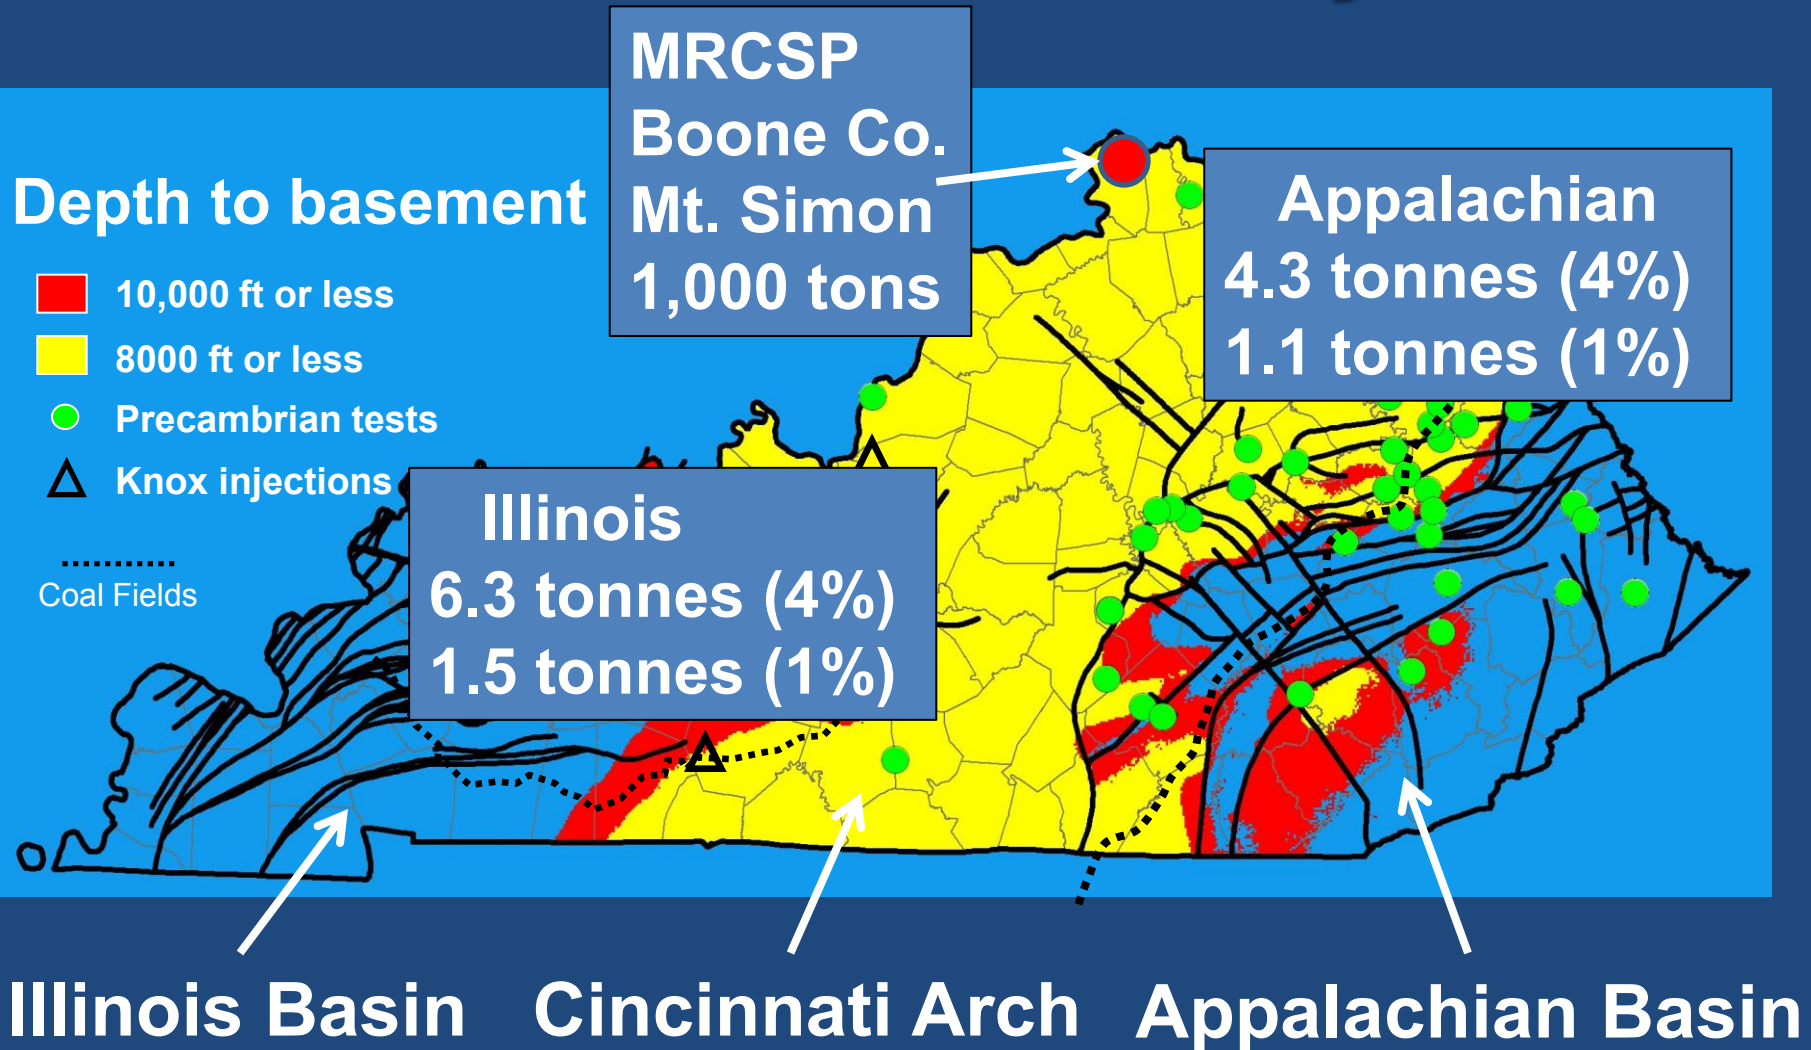 MRCSP
Boone Co.
Mt. Simon
1,000 tons
Depth to basement
10,000 ft or less
8000 ft or less
Precambrian tests
Knox injections
Coal Fields
Appalachian
4.3 tonnes (4%)
1.1 tonnes (1%)
Illinois
6.3 tonnes (4%)
1.5 tonnes (1%)
Illinois Basin
Cincinnati Arch
Appalachian Basin